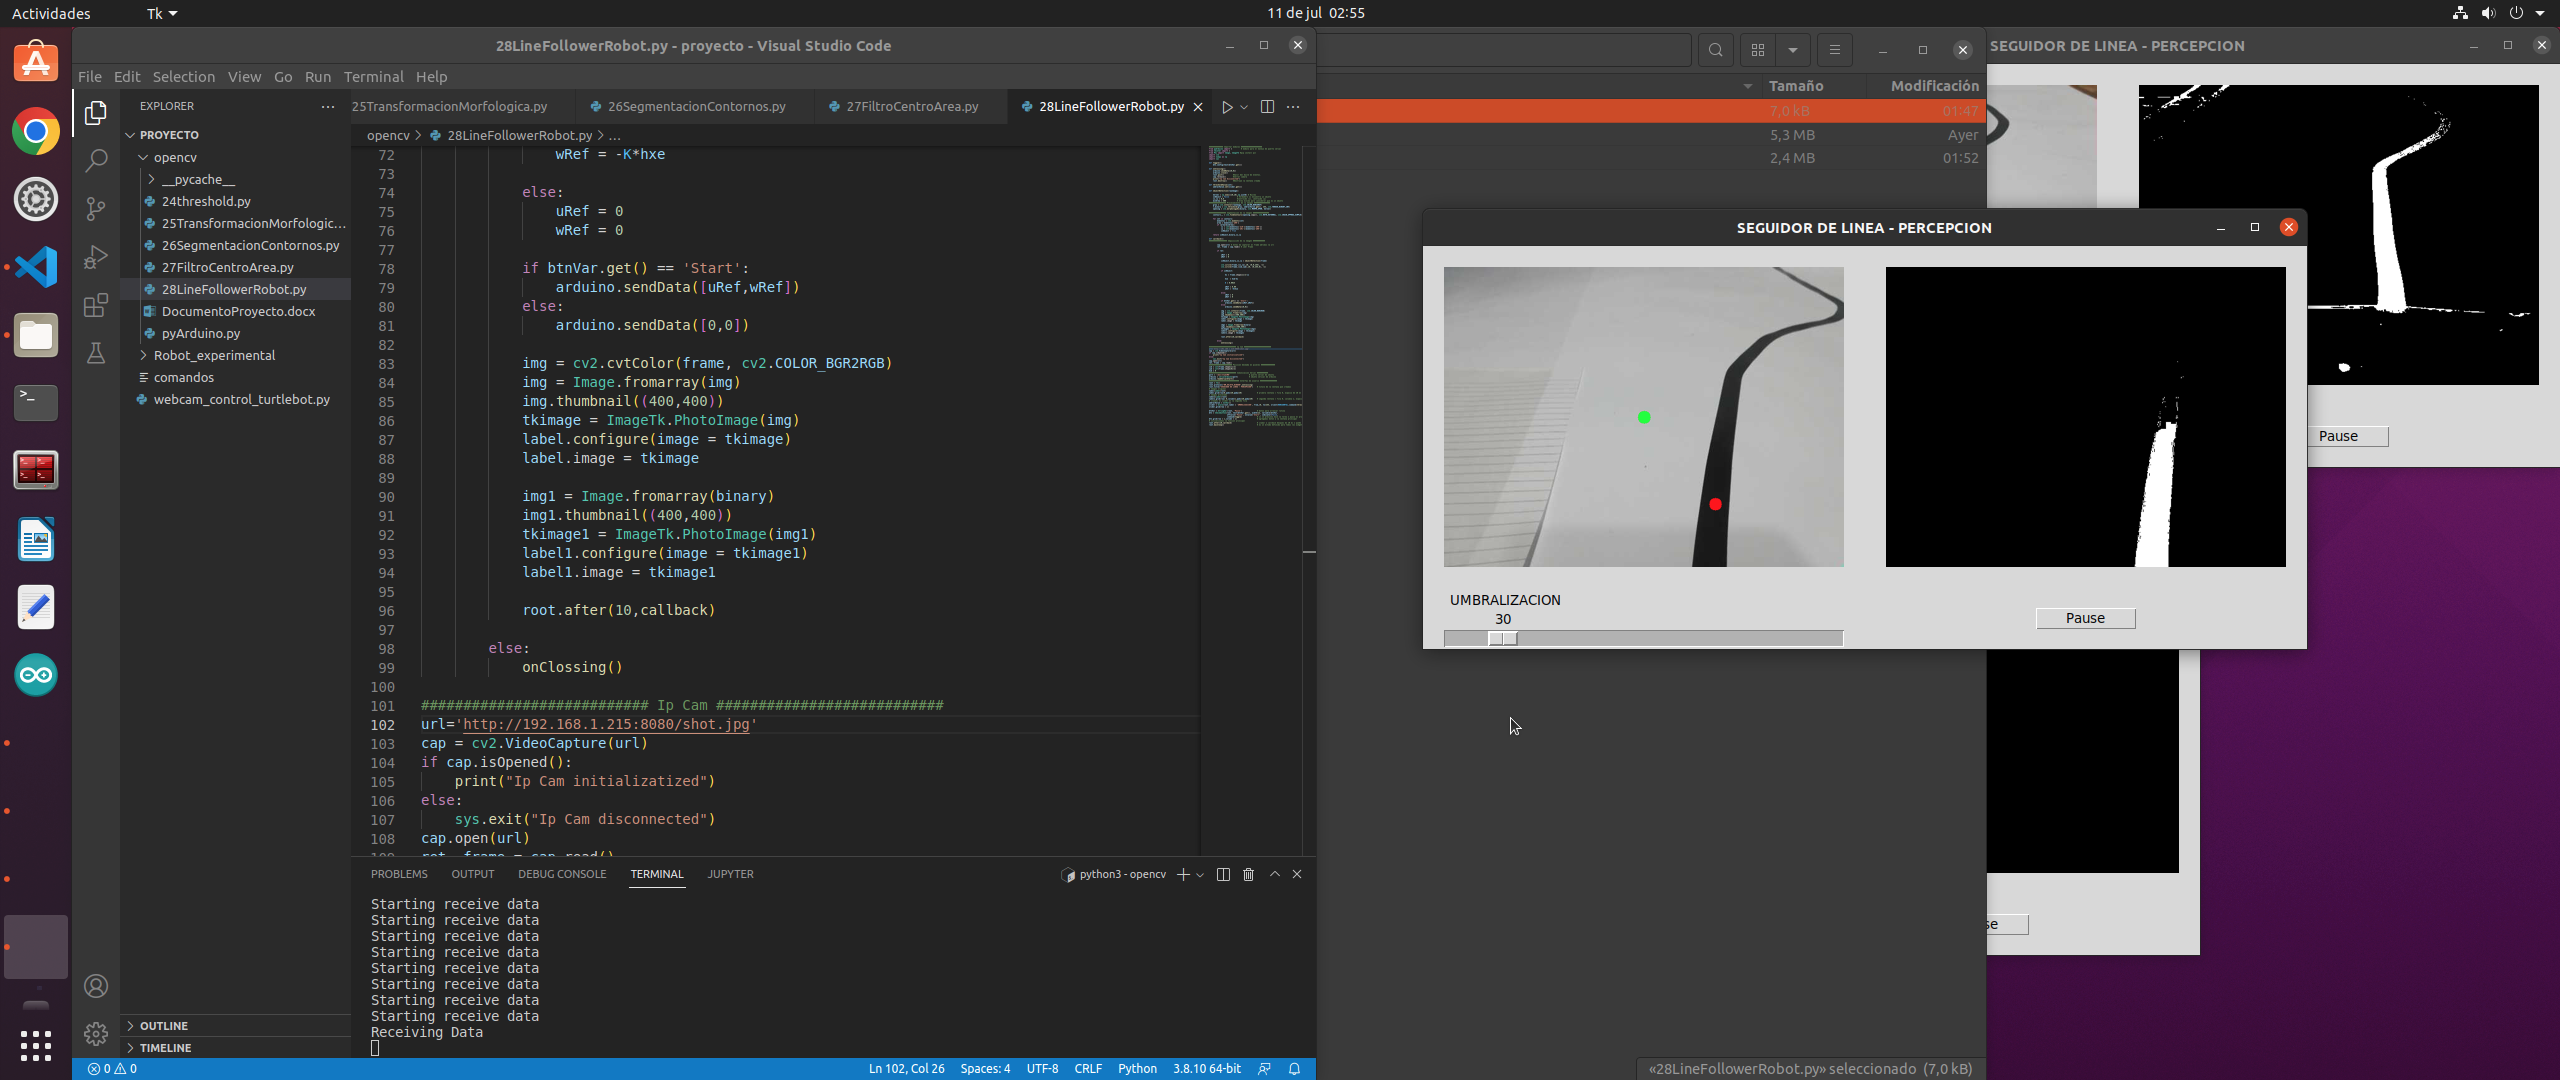 Actividades
Tk
11 de jul 02:55
28LineFollowerRobot.py - proyecto - Visual Studio Code
File Edit Selection View Go Run Terminal Help
EXPLORER
PROYECTO
opencv
__pycache__
24threshold.py
25TransformacionMorfologic...
26SegmentacionContornos.py
27FiltroCentroArea.py
28LineFollowerRobot.py
DocumentoProyecto.docx
pyArduino.py
Robot_experimental
comandos
webcam_control_turtlebot.py
OUTLINE
TIMELINE
25TransformacionMorfologica.py 26SegmentacionContornos.py 27FiltroCentroArea.py 28LineFollowerRobot.py
opencv > 28LineFollowerRobot.py > ...
72 wRef = -K*hxe
73
74 else:
75 uRef = 0
76 wRef = 0
77
78 if btnVar.get() == 'Start':
79 arduino.sendData([uRef,wRef])
80 else:
81 arduino.sendData([0,0])
82
83 img = cv2.cvtColor(frame, cv2.COLOR_BGR2RGB)
84 img = Image.fromarray(img)
85 img.thumbnail((400,400))
86 tkimage = ImageTk.PhotoImage(img)
87 label.configure(image = tkimage)
88 label.image = tkimage
89
90 img1 = Image.fromarray(binary)
91 img1.thumbnail((400,400))
92 tkimage1 = ImageTk.PhotoImage(img1)
93 label1.configure(image = tkimage1)
94 label1.image = tkimage1
95
96 root.after(10,callback)
97
98 else:
99 onClossing()
100
101 ########################### Ip Cam ###########################
102 url='http://192.168.1.215:8080/shot.jpg'
103 cap = cv2.VideoCapture(url)
104 if cap.isOpened():
105 print("Ip Cam initializatized")
106 else:
107 sys.exit("Ip Cam disconnected")
108 cap.open(url)
PROBLEMS OUTPUT DEBUG CONSOLE TERMINAL JUPYTER
python3 - opencv
Starting receive data
Starting receive data
Starting receive data
Starting receive data
Starting receive data
Starting receive data
Starting receive data
Starting receive data
Receiving Data
0 0
Ln 102, Col 26 Spaces: 4 UTF-8 CRLF Python 3.8.10 64-bit
Tamaño Modificación
7,0 kB 01:47
5,3 MB Ayer
2,4 MB 01:52
«28LineFollowerRobot.py» seleccionado (7,0 kB)
SEGUIDOR DE LINEA - PERCEPCION
Pause
SEGUIDOR DE LINEA - PERCEPCION
UMBRALIZACION
30
Pause
se